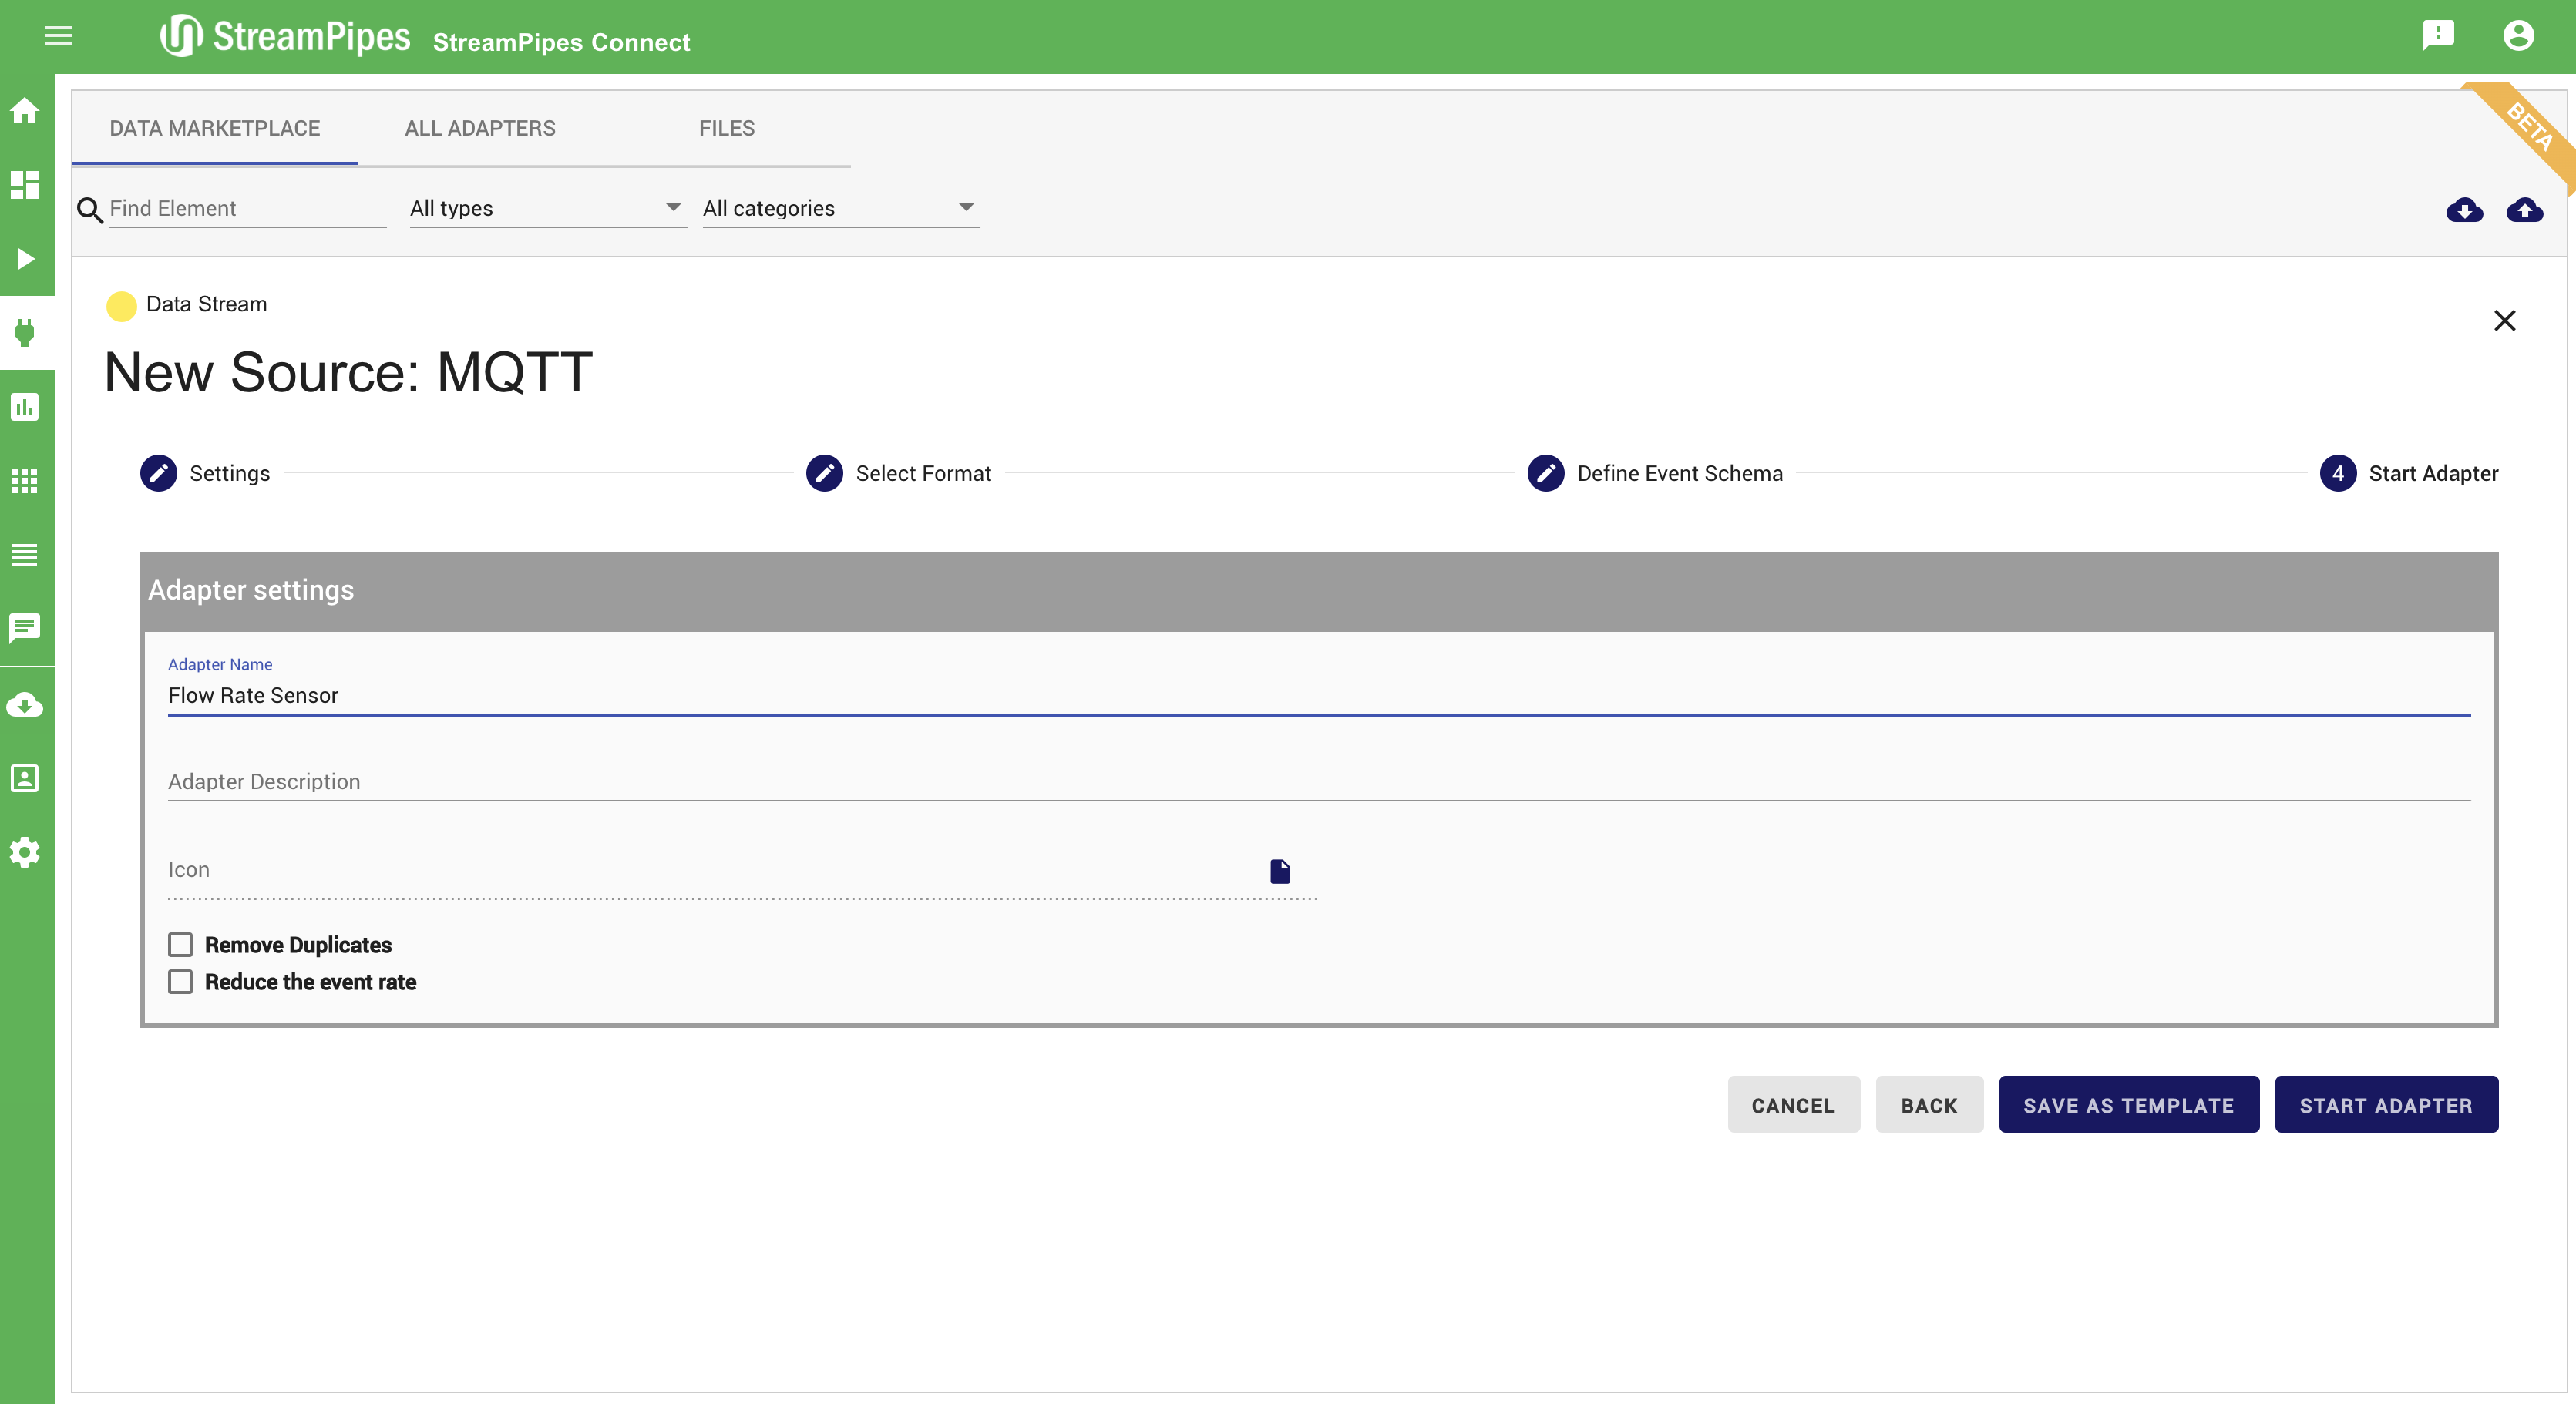 StreamPipes StreamPipes Connect
BETA
DATA MARKETPLACE ALL ADAPTERS FILES
Find Element All types All categories
Data Stream
New Source: MQTT
Settings Select Format Define Event Schema 4 Start Adapter
Adapter settings
Adapter Name
Flow Rate Sensor
Adapter Description
Icon
Remove Duplicates
Reduce the event rate
CANCEL BACK SAVE AS TEMPLATE START ADAPTER